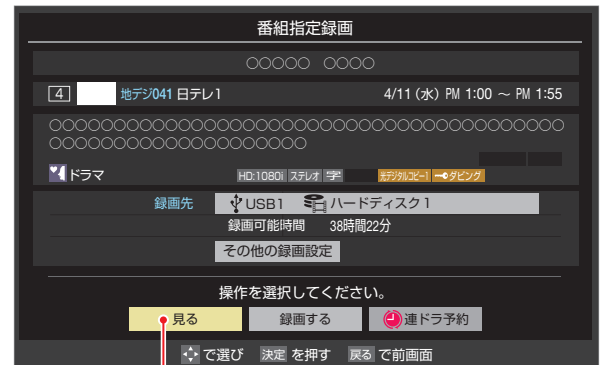 番組指定録画
○○○○○ ○○○○
4 地デジ041 日テレ1 4/11 (水) PM 1:00 ～ PM 1:55
○○○○○○○○○○○○○○○○○○○○○○○○○○○○○○○○○○○○○○○○
○○○○○○○○○○○○○○○○○○○○
ドラマ HD:1080i ステレオ 字 光デジタルコピー1 ダビング
録画先 USB1 ハードディスク1
録画可能時間 38時間22分
その他の録画設定
操作を選択してください。
見る 録画する 連ドラ予約
で選び 決定 を押す 戻る で前画面